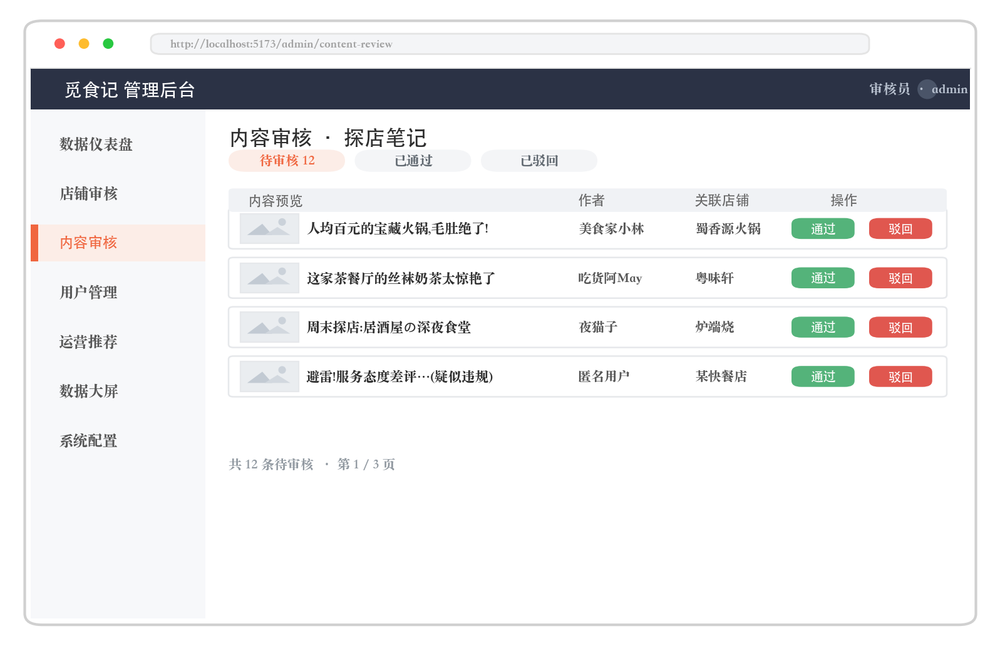 http://localhost:5173/admin/content-review
觅食记 管理后台
审核员 · admin
数据仪表盘
店铺审核
内容审核
用户管理
运营推荐
数据大屏
系统配置
内容审核 · 探店笔记
待审核 12 已通过 已驳回
内容预览 作者 关联店铺 操作
人均百元的宝藏火锅,毛肚绝了! 美食家小林 蜀香源火锅 通过 驳回
这家茶餐厅的丝袜奶茶太惊艳了 吃货阿May 粤味轩 通过 驳回
周末探店:居酒屋の深夜食堂 夜猫子 炉端烧 通过 驳回
避雷!服务态度差评…(疑似违规) 匿名用户 某快餐店 通过 驳回
共 12 条待审核 · 第 1 / 3 页